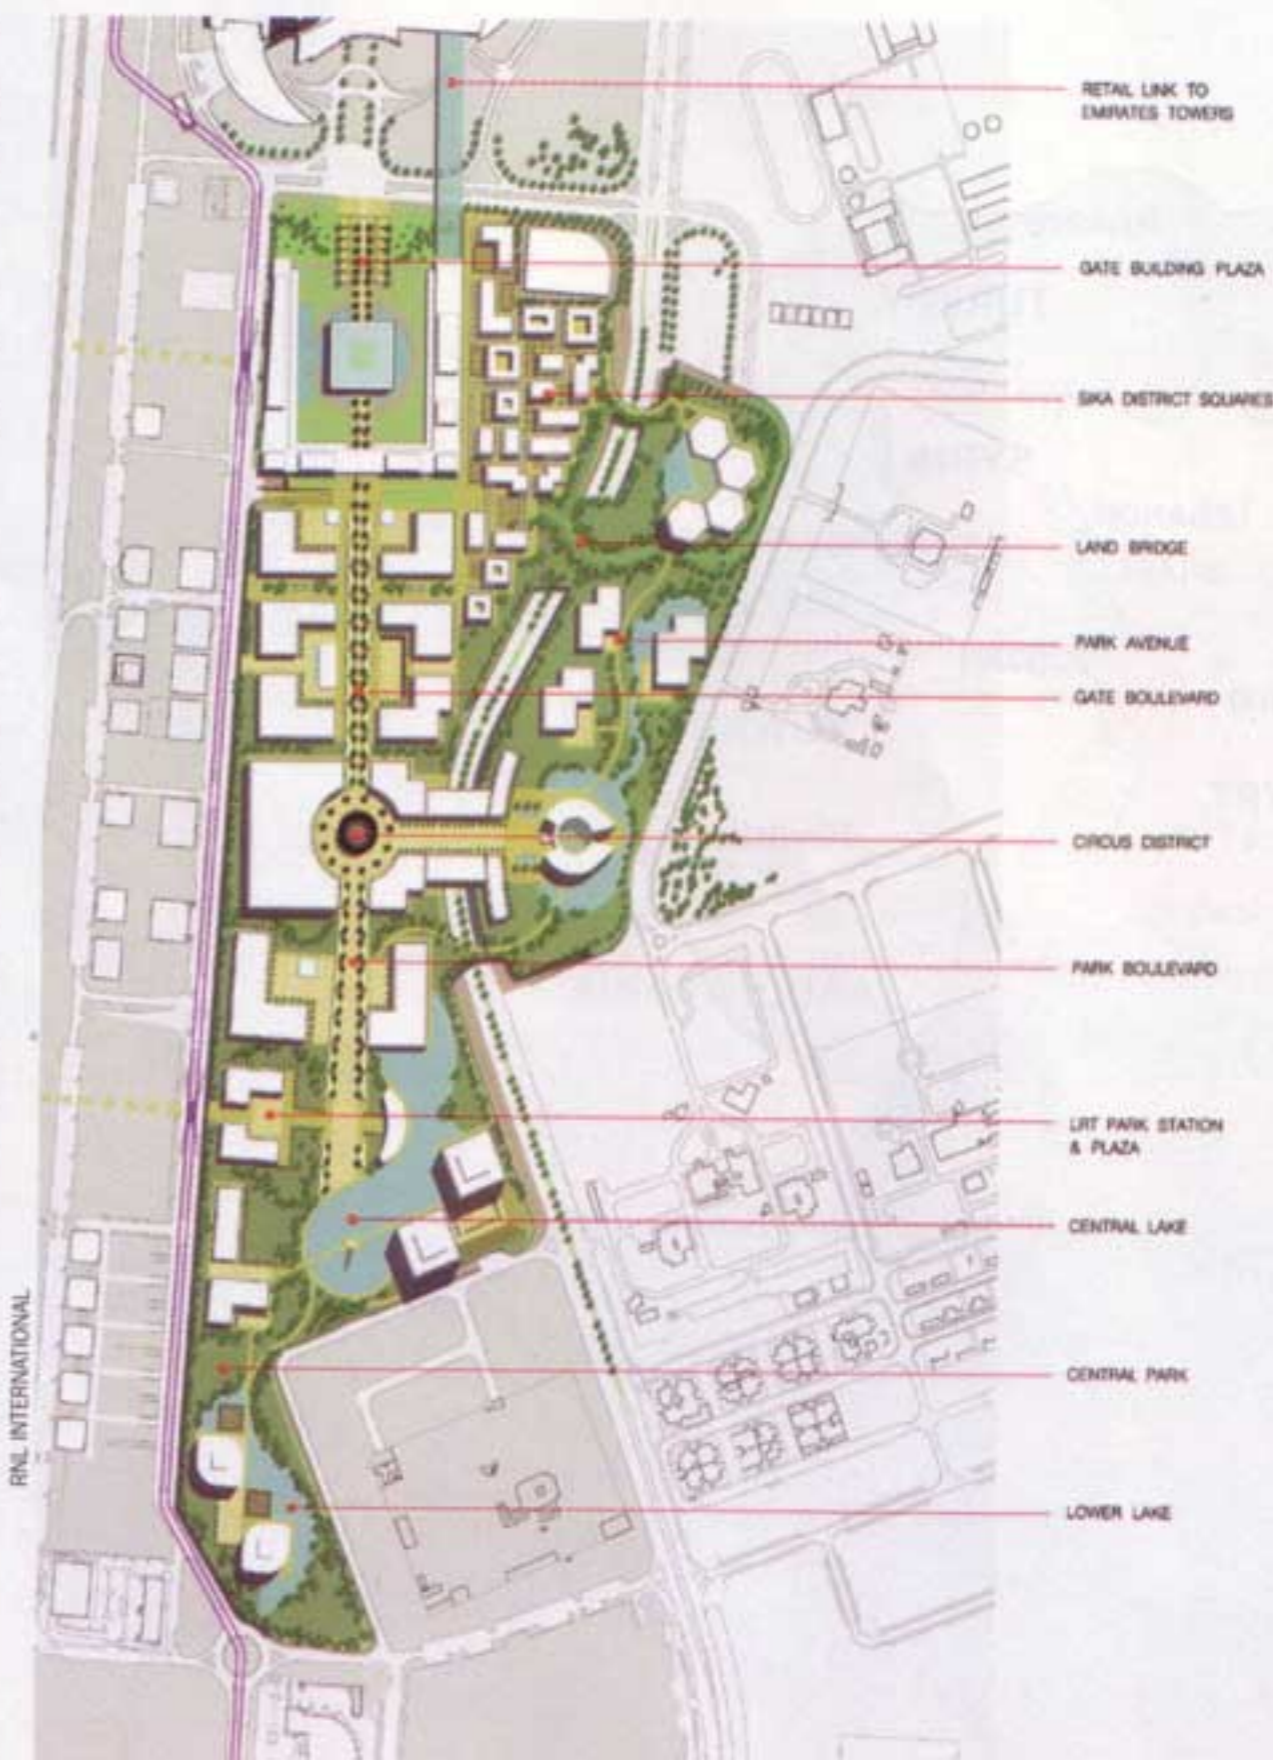 RETAIL LINK TO
EMIRATES TOWERS
GATE BUILDING PLAZA
SIKA DISTRICT SQUARES
LAND BRIDGE
PARK AVENUE
GATE BOULEVARD
CIRCUS DISTRICT
PARK BOULEVARD
LRT PARK STATION
& PLAZA
CENTRAL LAKE
CENTRAL PARK
LOWER LAKE
RNL INTERNATIONAL